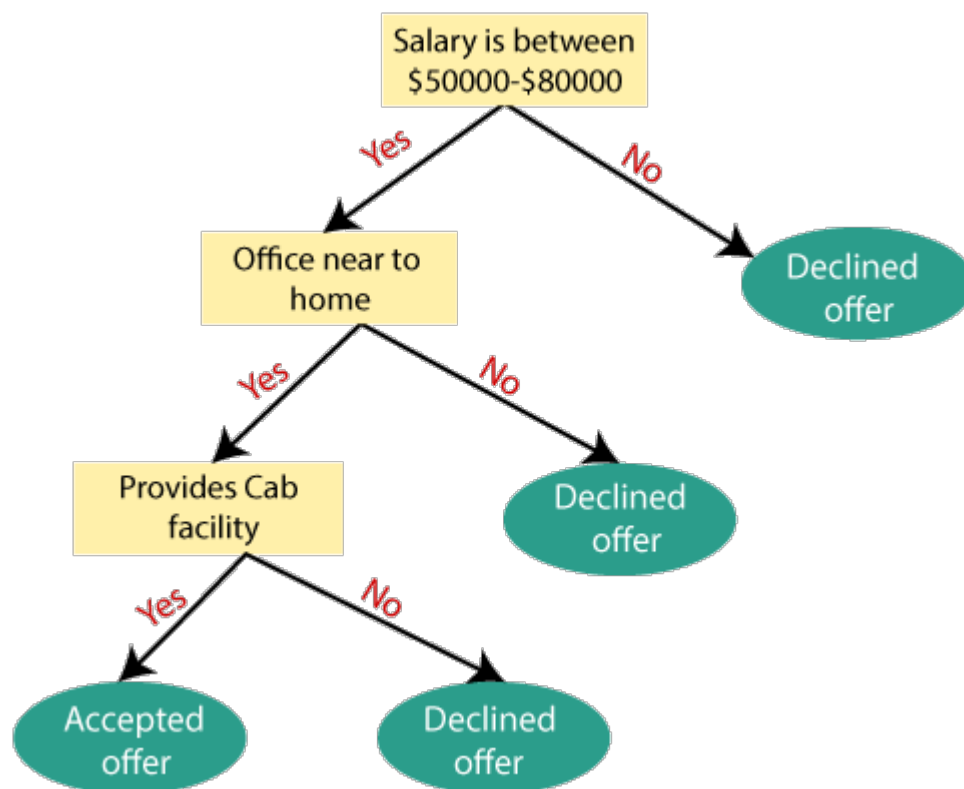 Salary is between
$50000-$80000
Yes
No
Office near to
home
Declined
offer
Yes
No
Provides Cab
facility
Declined
offer
Yes
No
Accepted
offer
Declined
offer